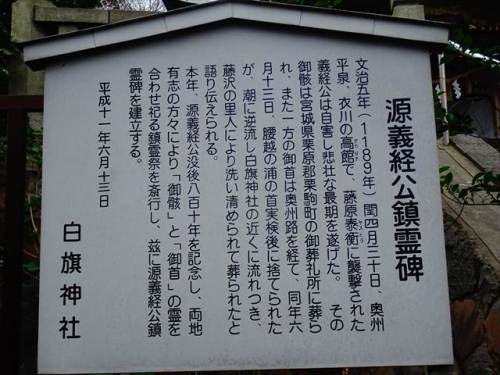 源義経公鎮霊碑
文治五年(1189年)閏四月三十日、奥州
平泉、衣川の高館で、藤原泰衡に襲撃された
義経公は自害し悲壮な最期を遂げた。 その
御骸は宮城県栗原郡栗駒町の御葬礼所に葬ら
れ、また一方の御首は奥州路を経て、同年六
月十三日、腰越の浦の首実検後に捨てられた
が、潮に逆流し白旗神社の近くに流れつき、
藤沢の里人により洗い清められて葬られたと
語り伝えられる。
本年、源義経公没後八百十年を記念し、両地
有志の方々により「御骸」と「御首」の霊を
合わせ祀る鎮霊祭を斎行し、茲に源義経公鎮
霊碑を建立する。
平成十一年六月十三日
白旗神社